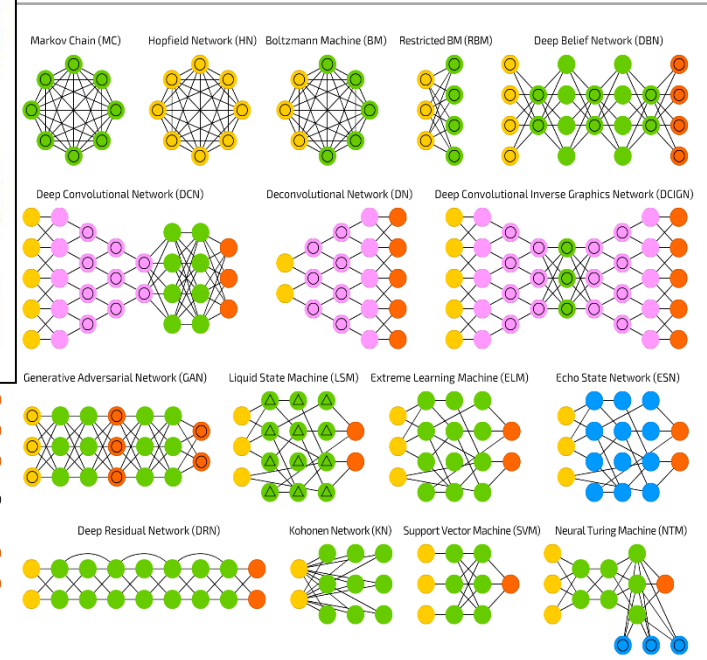 Markov Chain (MC)
Hopfield Network (HN)
Boltzmann Machine (BM)
Restricted BM (RBM)
Deep Belief Network (DBN)
Deep Convolutional Network (DCN)
Deconvolutional Network (DN)
Deep Convolutional Inverse Graphics Network (DCIGN)
Generative Adversarial Network (GAN)
Liquid State Machine (LSM)
Extreme Learning Machine (ELM)
Echo State Network (ESN)
Deep Residual Network (DRN)
Kohonen Network (KN)
Support Vector Machine (SVM)
Neural Turing Machine (NTM)